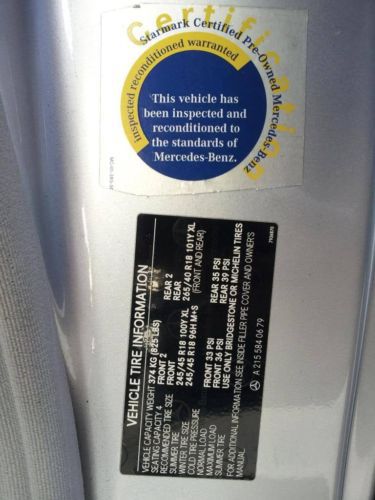 Certification
Starmark Certified Pre-Owned Mercedes-Benz
inspected reconditioned warranted
This vehicle has
been inspected and
reconditioned to
the standards of
Mercedes-Benz.
VEHICLE TIRE INFORMATION
VEHICLE CAPACITY WEIGHT 374 KG (825 LBS)
SEATING CAPACITY 4 FRONT 2 REAR 2
RECOMMENDED TIRE SIZE FRONT REAR
SUMMER TIRE 245/45 R18 100Y XL 265/40 R18 101Y XL
WINTER TIRE SIZE 245/45 R18 96H M+S (FRONT AND REAR)
COLD TIRE PRESSURE
NORMAL LOAD FRONT 33 PSI REAR 35 PSI
MAXIMUM LOAD FRONT 36 PSI REAR 39 PSI
SUMMER TIRE USE ONLY BRIDGESTONE OR MICHELIN TIRES
FOR ADDITIONAL INFORMATION SEE INSIDE FILLER PIPE COVER AND OWNER'S
MANUAL
A 215 584 06 79